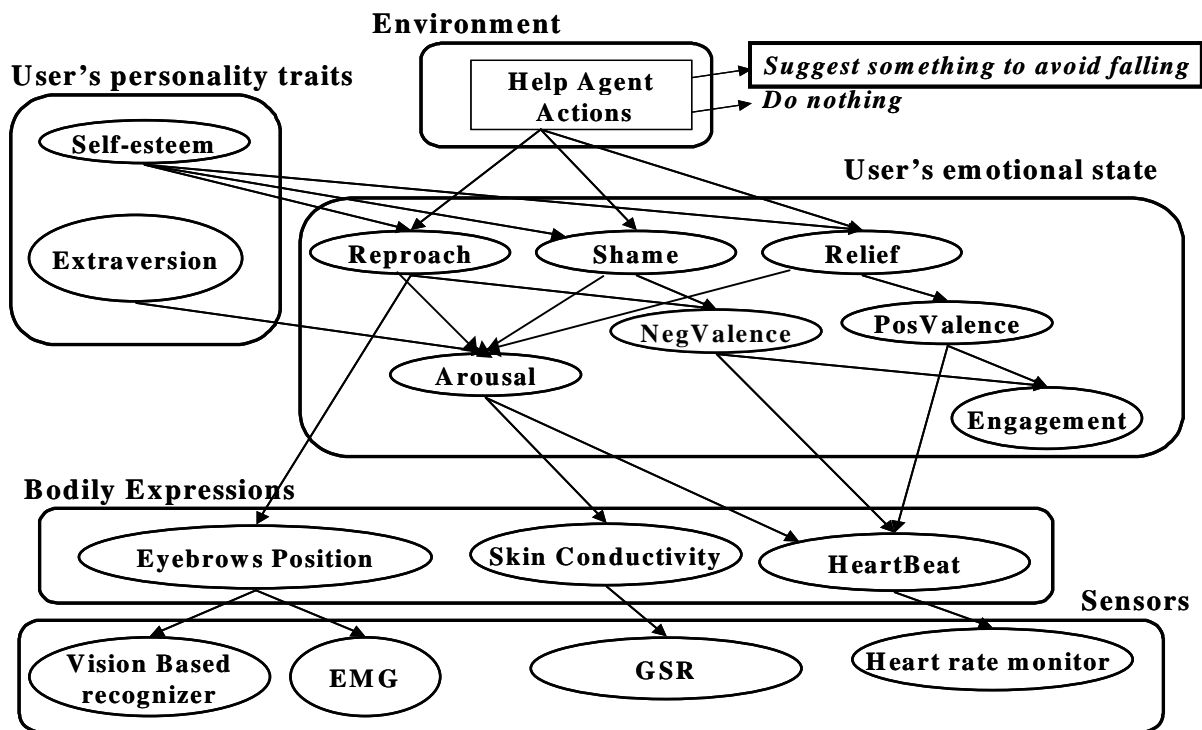 Environment
User's personality traits
Help Agent
Actions
Suggest something to avoid falling
Do nothing
Self-esteem
Extraversion
User's emotional state
Reproach
Shame
Relief
NegValence
PosValence
Arousal
Engagement
Bodily Expressions
Eyebrows Position
Skin Conductivity
HeartBeat
Sensors
Vision Based
recognizer
EMG
GSR
Heart rate monitor